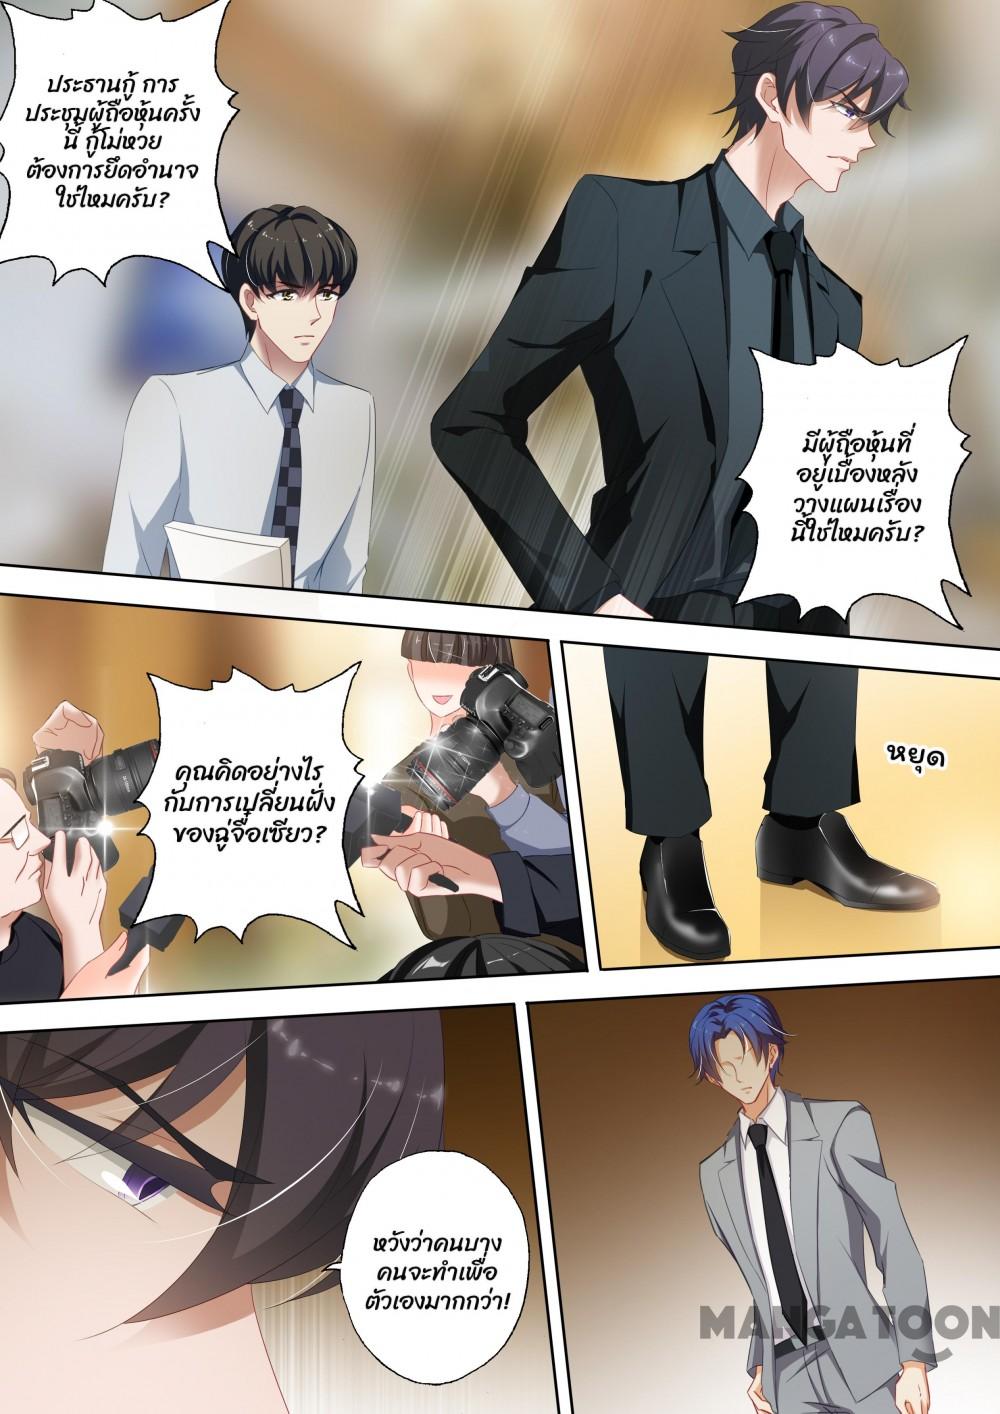 ประธานกู้ การ
ประชุมผู้ถือหุ้นครั้ง
นี้ กู้โม่หวย
ต้องการยึดอำนาจ
ใช่ไหมครับ?
มีผู้ถือหุ้นที่
อยู่เบื้องหลัง
วางแผนเรื่อง
นี้ใช่ไหมครับ?
คุณคิดอย่างไร
กับการเปลี่ยนฝั่ง
ของฉู่จื่อเซียว?
หยุด
หวังว่าคนบาง
คนจะทำเพื่อ
ตัวเองมากกว่า!
MANGATOON